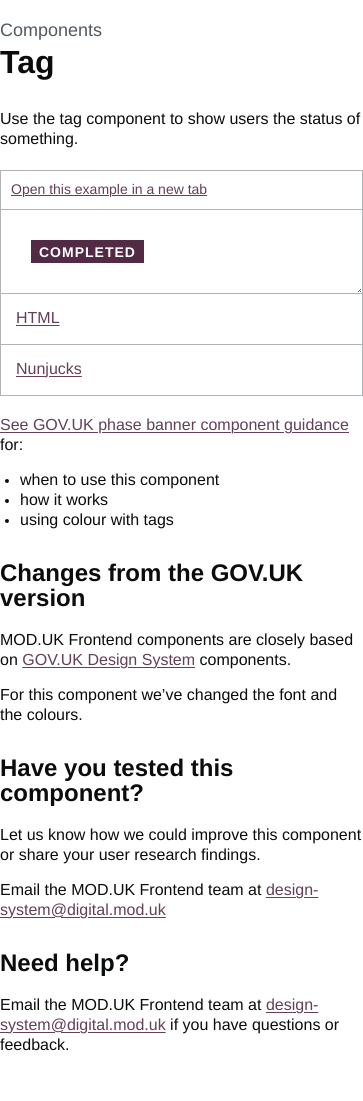 Components
Tag
Use the tag component to show users the status of
something.
Open this example in a new tab
COMPLETED
HTML
Nunjucks
See GOV.UK phase banner component guidance
for:
• when to use this component
• how it works
• using colour with tags
Changes from the GOV.UK
version
MOD.UK Frontend components are closely based
on GOV.UK Design System components.
For this component we’ve changed the font and
the colours.
Have you tested this
component?
Let us know how we could improve this component
or share your user research findings.
Email the MOD.UK Frontend team at design-
system@digital.mod.uk
Need help?
Email the MOD.UK Frontend team at design-
system@digital.mod.uk if you have questions or
feedback.